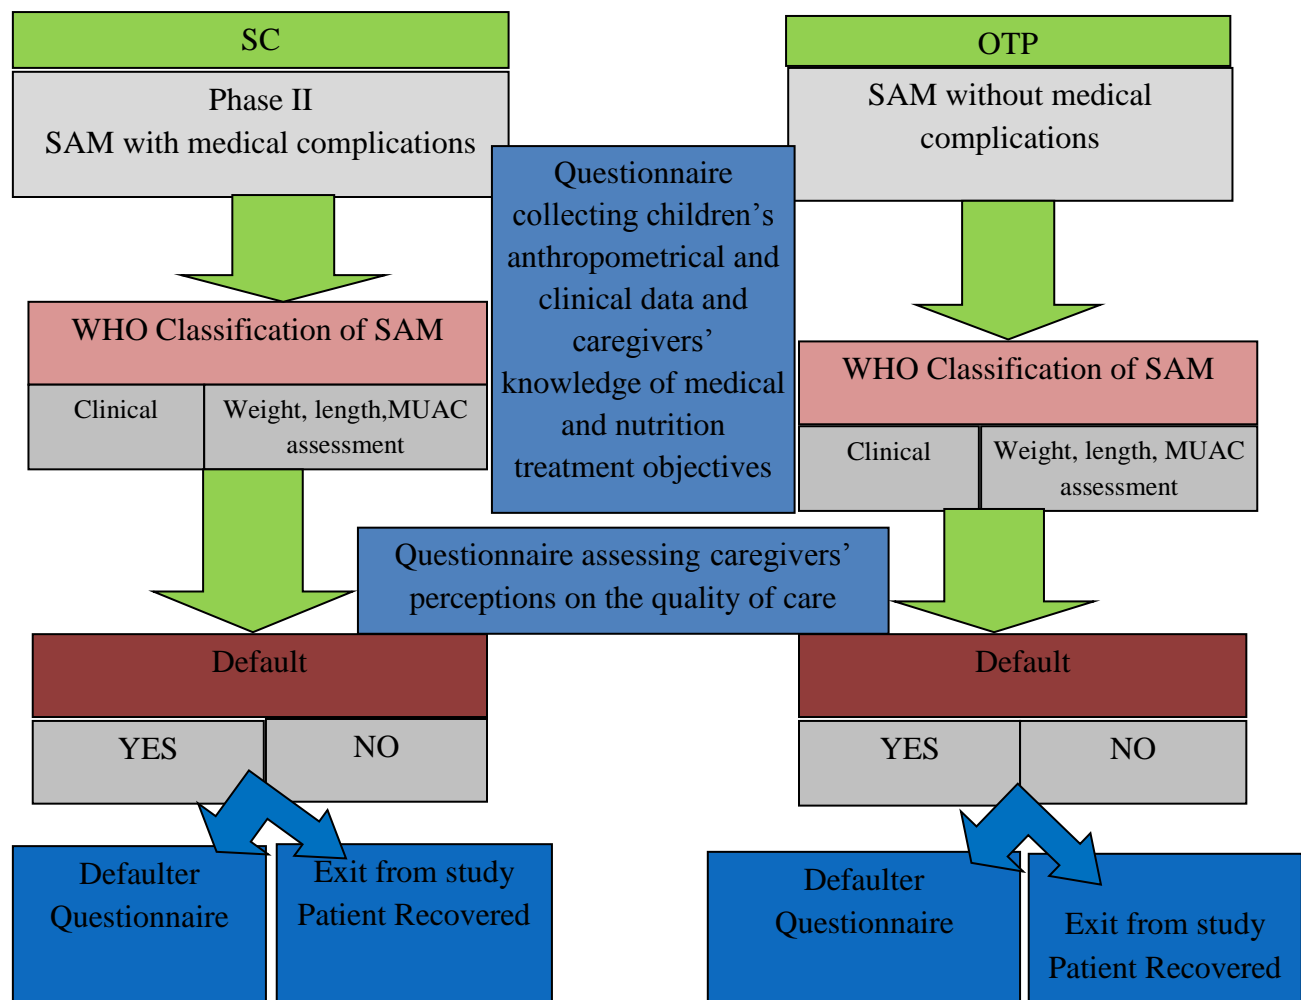 SC
Phase II
SAM with medical complications
OTP
SAM without medical
complications
Questionnaire
collecting children’s
anthropometrical and
clinical data and
caregivers’
knowledge of medical
and nutrition
treatment objectives
WHO Classification of SAM
Clinical
Weight, length,MUAC
assessment
WHO Classification of SAM
Clinical
Weight, length, MUAC
assessment
Questionnaire assessing caregivers’
perceptions on the quality of care
Default
YES
NO
Default
YES
NO
Defaulter
Questionnaire
Exit from study
Patient Recovered
Defaulter
Questionnaire
Exit from study
Patient Recovered